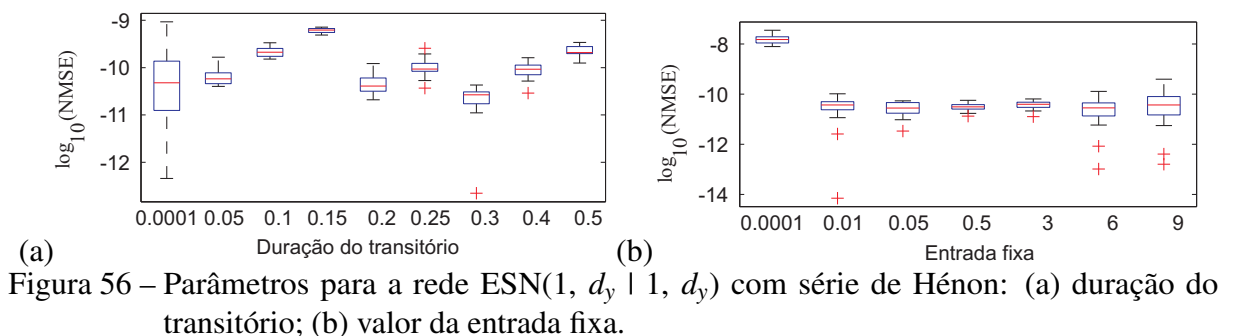 -9
-10
-11
-12
log10(NMSE)
0.0001 0.05 0.1 0.15 0.2 0.25 0.3 0.4 0.5
Duração do transitório
(a)
-8
-10
-12
-14
log10(NMSE)
0.0001 0.01 0.05 0.5 3 6 9
Entrada fixa
(b)
Figura 56 – Parâmetros para a rede ESN(1, dy | 1, dy) com série de Hénon: (a) duração do
transitório; (b) valor da entrada fixa.